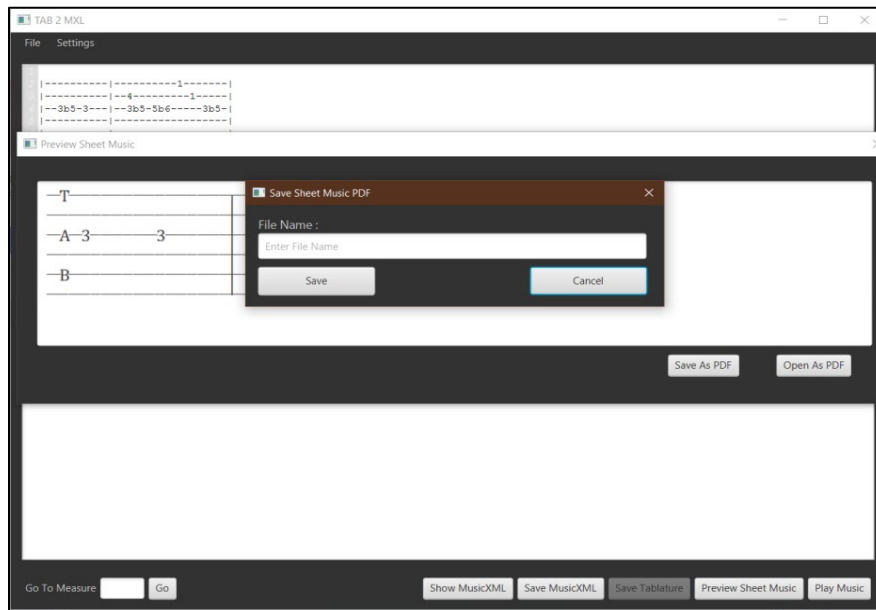 TAB 2 MXL
File Settings
|----------|----------1-------|
|----------|--4---------1-----|
|--3b5-3---|--3b5-5b6-----3b5-|
|----------|------------------|
Preview Sheet Music
T
A 3 3
B
Save Sheet Music PDF
File Name :
Enter File Name
Save Cancel
Save As PDF Open As PDF
Go To Measure Go Show MusicXML Save MusicXML Save Tablature Preview Sheet Music Play Music